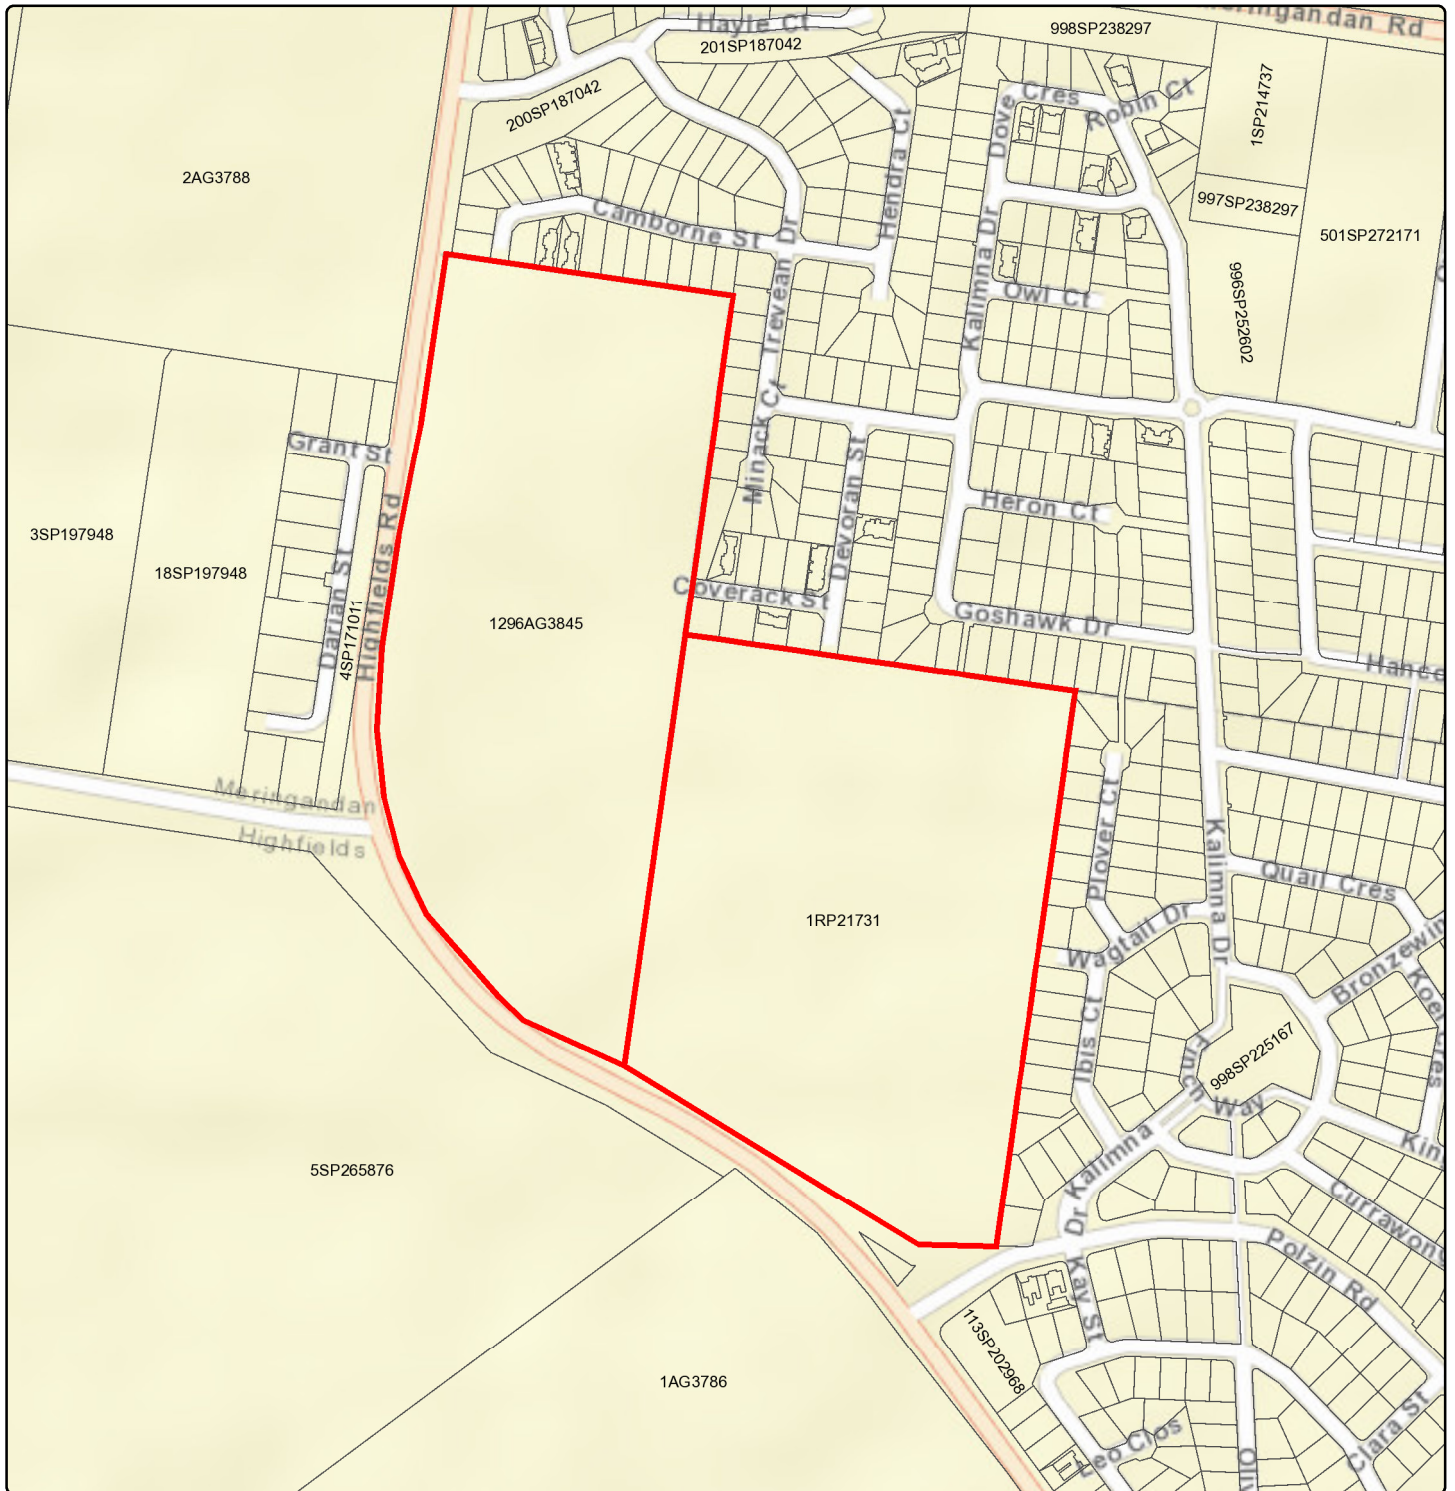 Hayle Ct
201SP187042
998SP238297
Meringandan Rd
1SP214737
200SP187042
Dove Cres
Robin Ct
2AG3788
Hendra Ct
997SP238297
Camborne St
501SP272171
Kalimna Dr
Trevean Dr
Owl Ct
996SP252602
Minack Ct
Grant St
Devoran St
Heron Ct
Highfields Rd
3SP197948
18SP197948
Darian St
4SP171011
1296AG3845
Coverack St
Goshawk Dr
Meringandan
Highfields
Plover Ct
Kalimna Dr
Quail Cres
1RP21731
Wagtail Dr
Ibis Ct
Finch Way
998SP225167
5SP265876
Kalimna Dr
Polzin Rd
Kay St
113SP202968
1AG3786
Leo Clos
Clara St